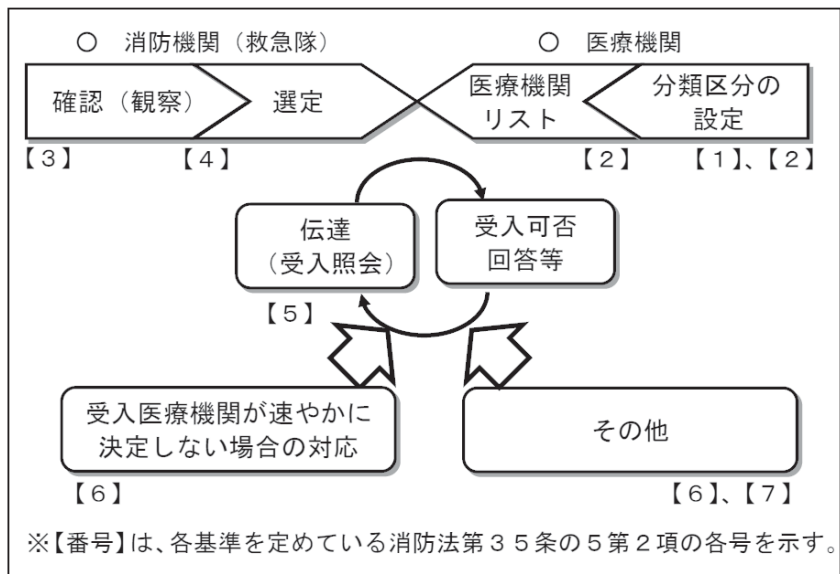 ○ 消防機関（救急隊）
○ 医療機関
確認（観察）
選定
医療機関
リスト
分類区分の
設定
【３】
【４】
【２】
【１】、【２】
伝達
（受入照会）
受入可否
回答等
【５】
受入医療機関が速やかに
決定しない場合の対応
その他
【６】
【６】、【７】
※【番号】は、各基準を定めている消防法第３５条の５第２項の各号を示す。